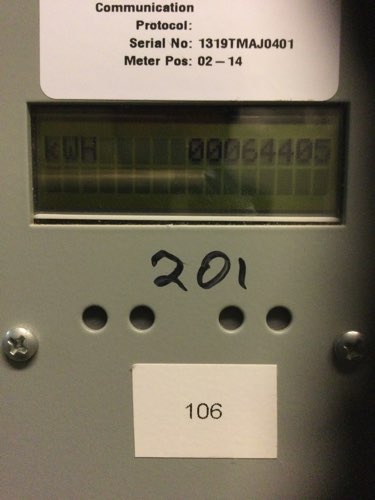 Communication
Protocol:
Serial No: 1319TMAJ0401
Meter Pos: 02-14
kWH 00064405
201
106